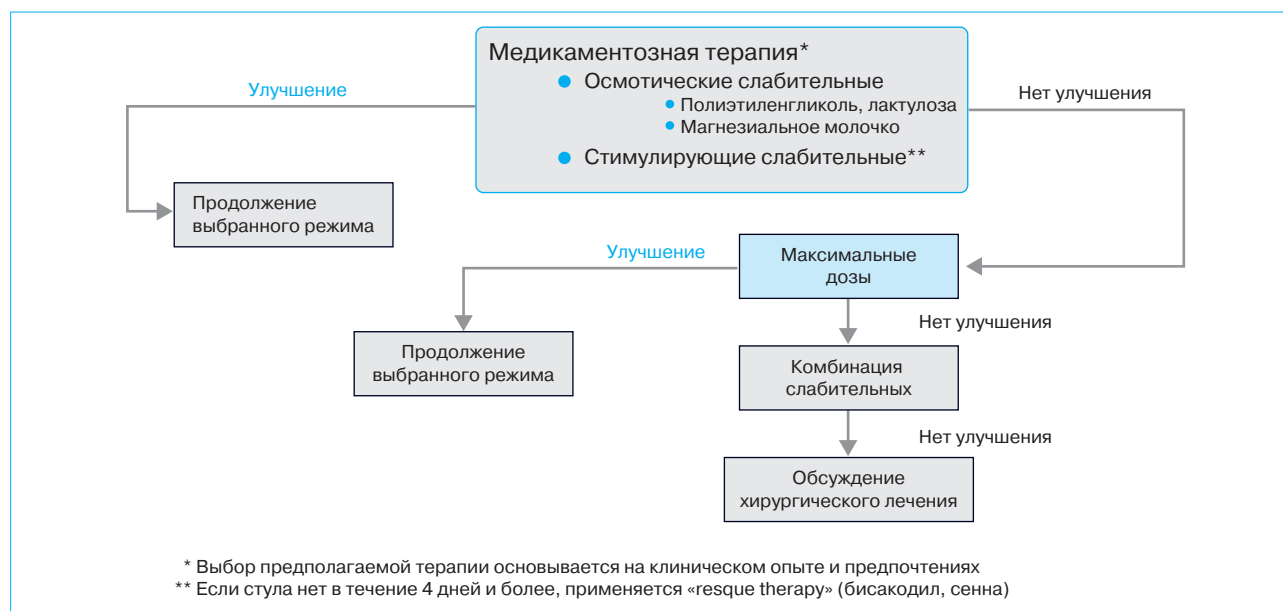 Медикаментозная терапия*
Осмотические слабительные
Полиэтиленгликоль, лактулоза
Магнезиальное молочко
Стимулирующие слабительные**
Улучшение
Нет улучшения
Продолжение
выбранного режима
Улучшение
Максимальные
дозы
Нет улучшения
Продолжение
выбранного режима
Комбинация
слабительных
Нет улучшения
Обсуждение
хирургического лечения
* Выбор предполагаемой терапии основывается на клиническом опыте и предпочтениях
** Если стула нет в течение 4 дней и более, применяется «resque therapy» (бисакодил, сенна)